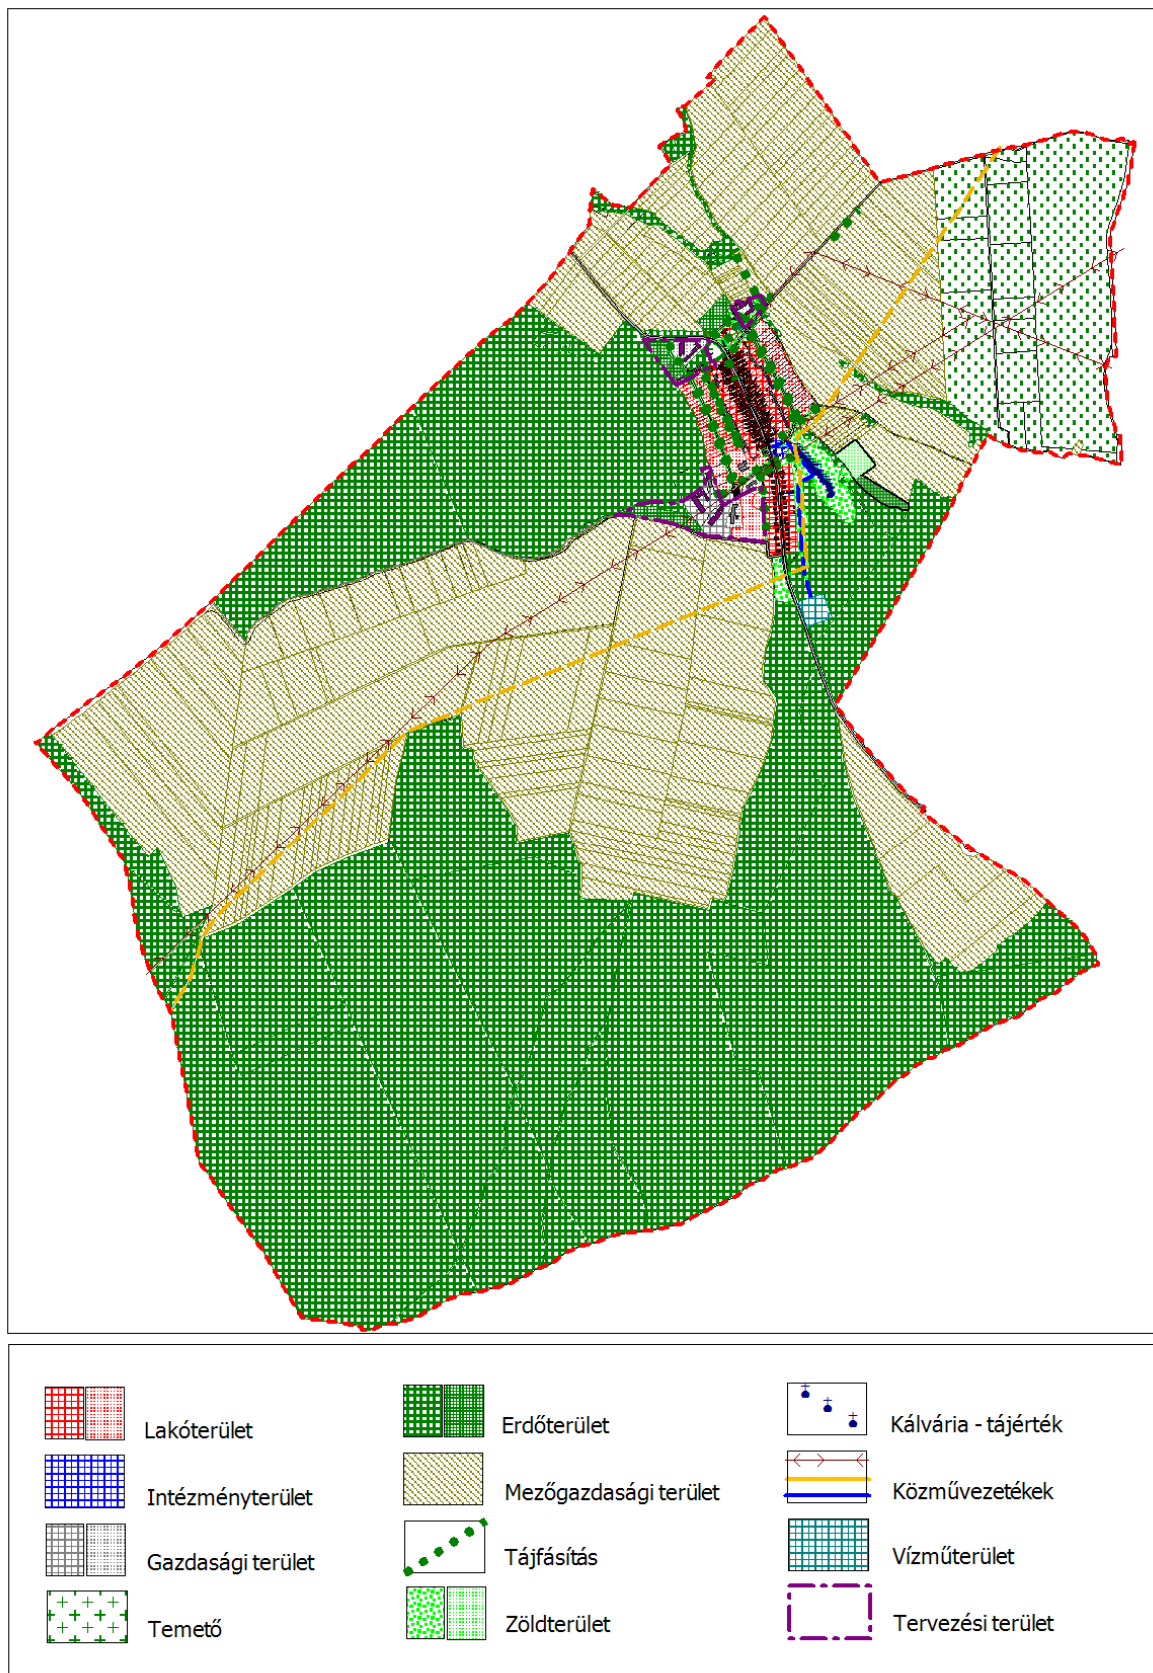 Lakóterület
Intézményterület
Gazdasági terület
Temető
Erdőterület
Mezőgazdasági terület
Tájfásítás
Zöldterület
Kálvária - tájérték
Közművezetékek
Vízműterület
Tervezési terület